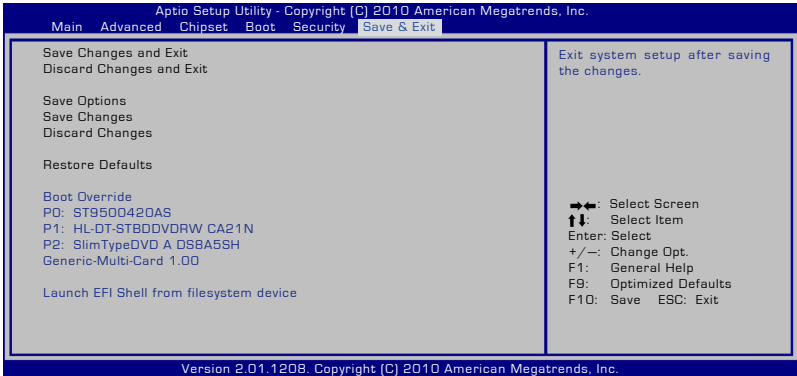 Aptio Setup Utility - Copyright (C) 2010 American Megatrends, Inc.
Main Advanced Chipset Boot Security Save & Exit
Save Changes and Exit
Discard Changes and Exit
Save Options
Save Changes
Discard Changes
Restore Defaults
Boot Override
P0: ST9500420AS
P1: HL-DT-STBDDVDRW CA21N
P2: SlimTypeDVD A DS8A5SH
Generic-Multi-Card 1.00
Launch EFI Shell from filesystem device
Exit system setup after saving
the changes.
→←: Select Screen
↑↓: Select Item
Enter: Select
+/—: Change Opt.
F1: General Help
F9: Optimized Defaults
F10: Save ESC: Exit
Version 2.01.1208. Copyright (C) 2010 American Megatrends, Inc.